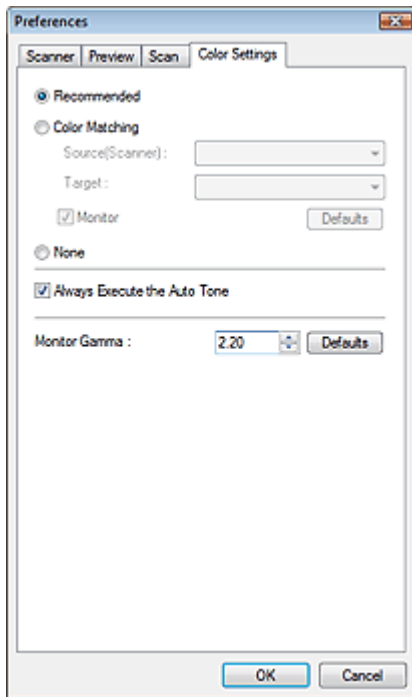 Preferences
Scanner Preview Scan Color Settings
Recommended
Color Matching
Source(Scanner) :
Target :
Monitor Defaults
None
Always Execute the Auto Tone
Monitor Gamma : 2.20 Defaults
OK Cancel